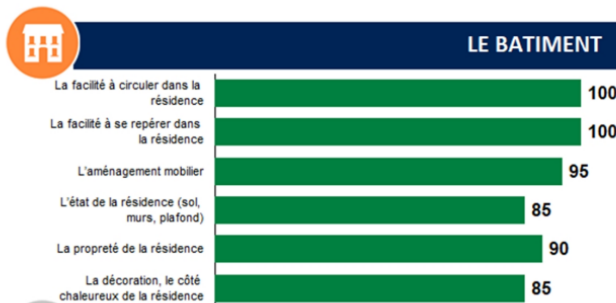 LE BATIMENT
La facilité à circuler dans la
résidence
100
La facilité à se repérer dans
la résidence
100
L'aménagement mobilier
95
L'état de la résidence (sol,
murs, plafond)
85
La propreté de la résidence
90
La décoration, le côté
chaleureux de la résidence
85